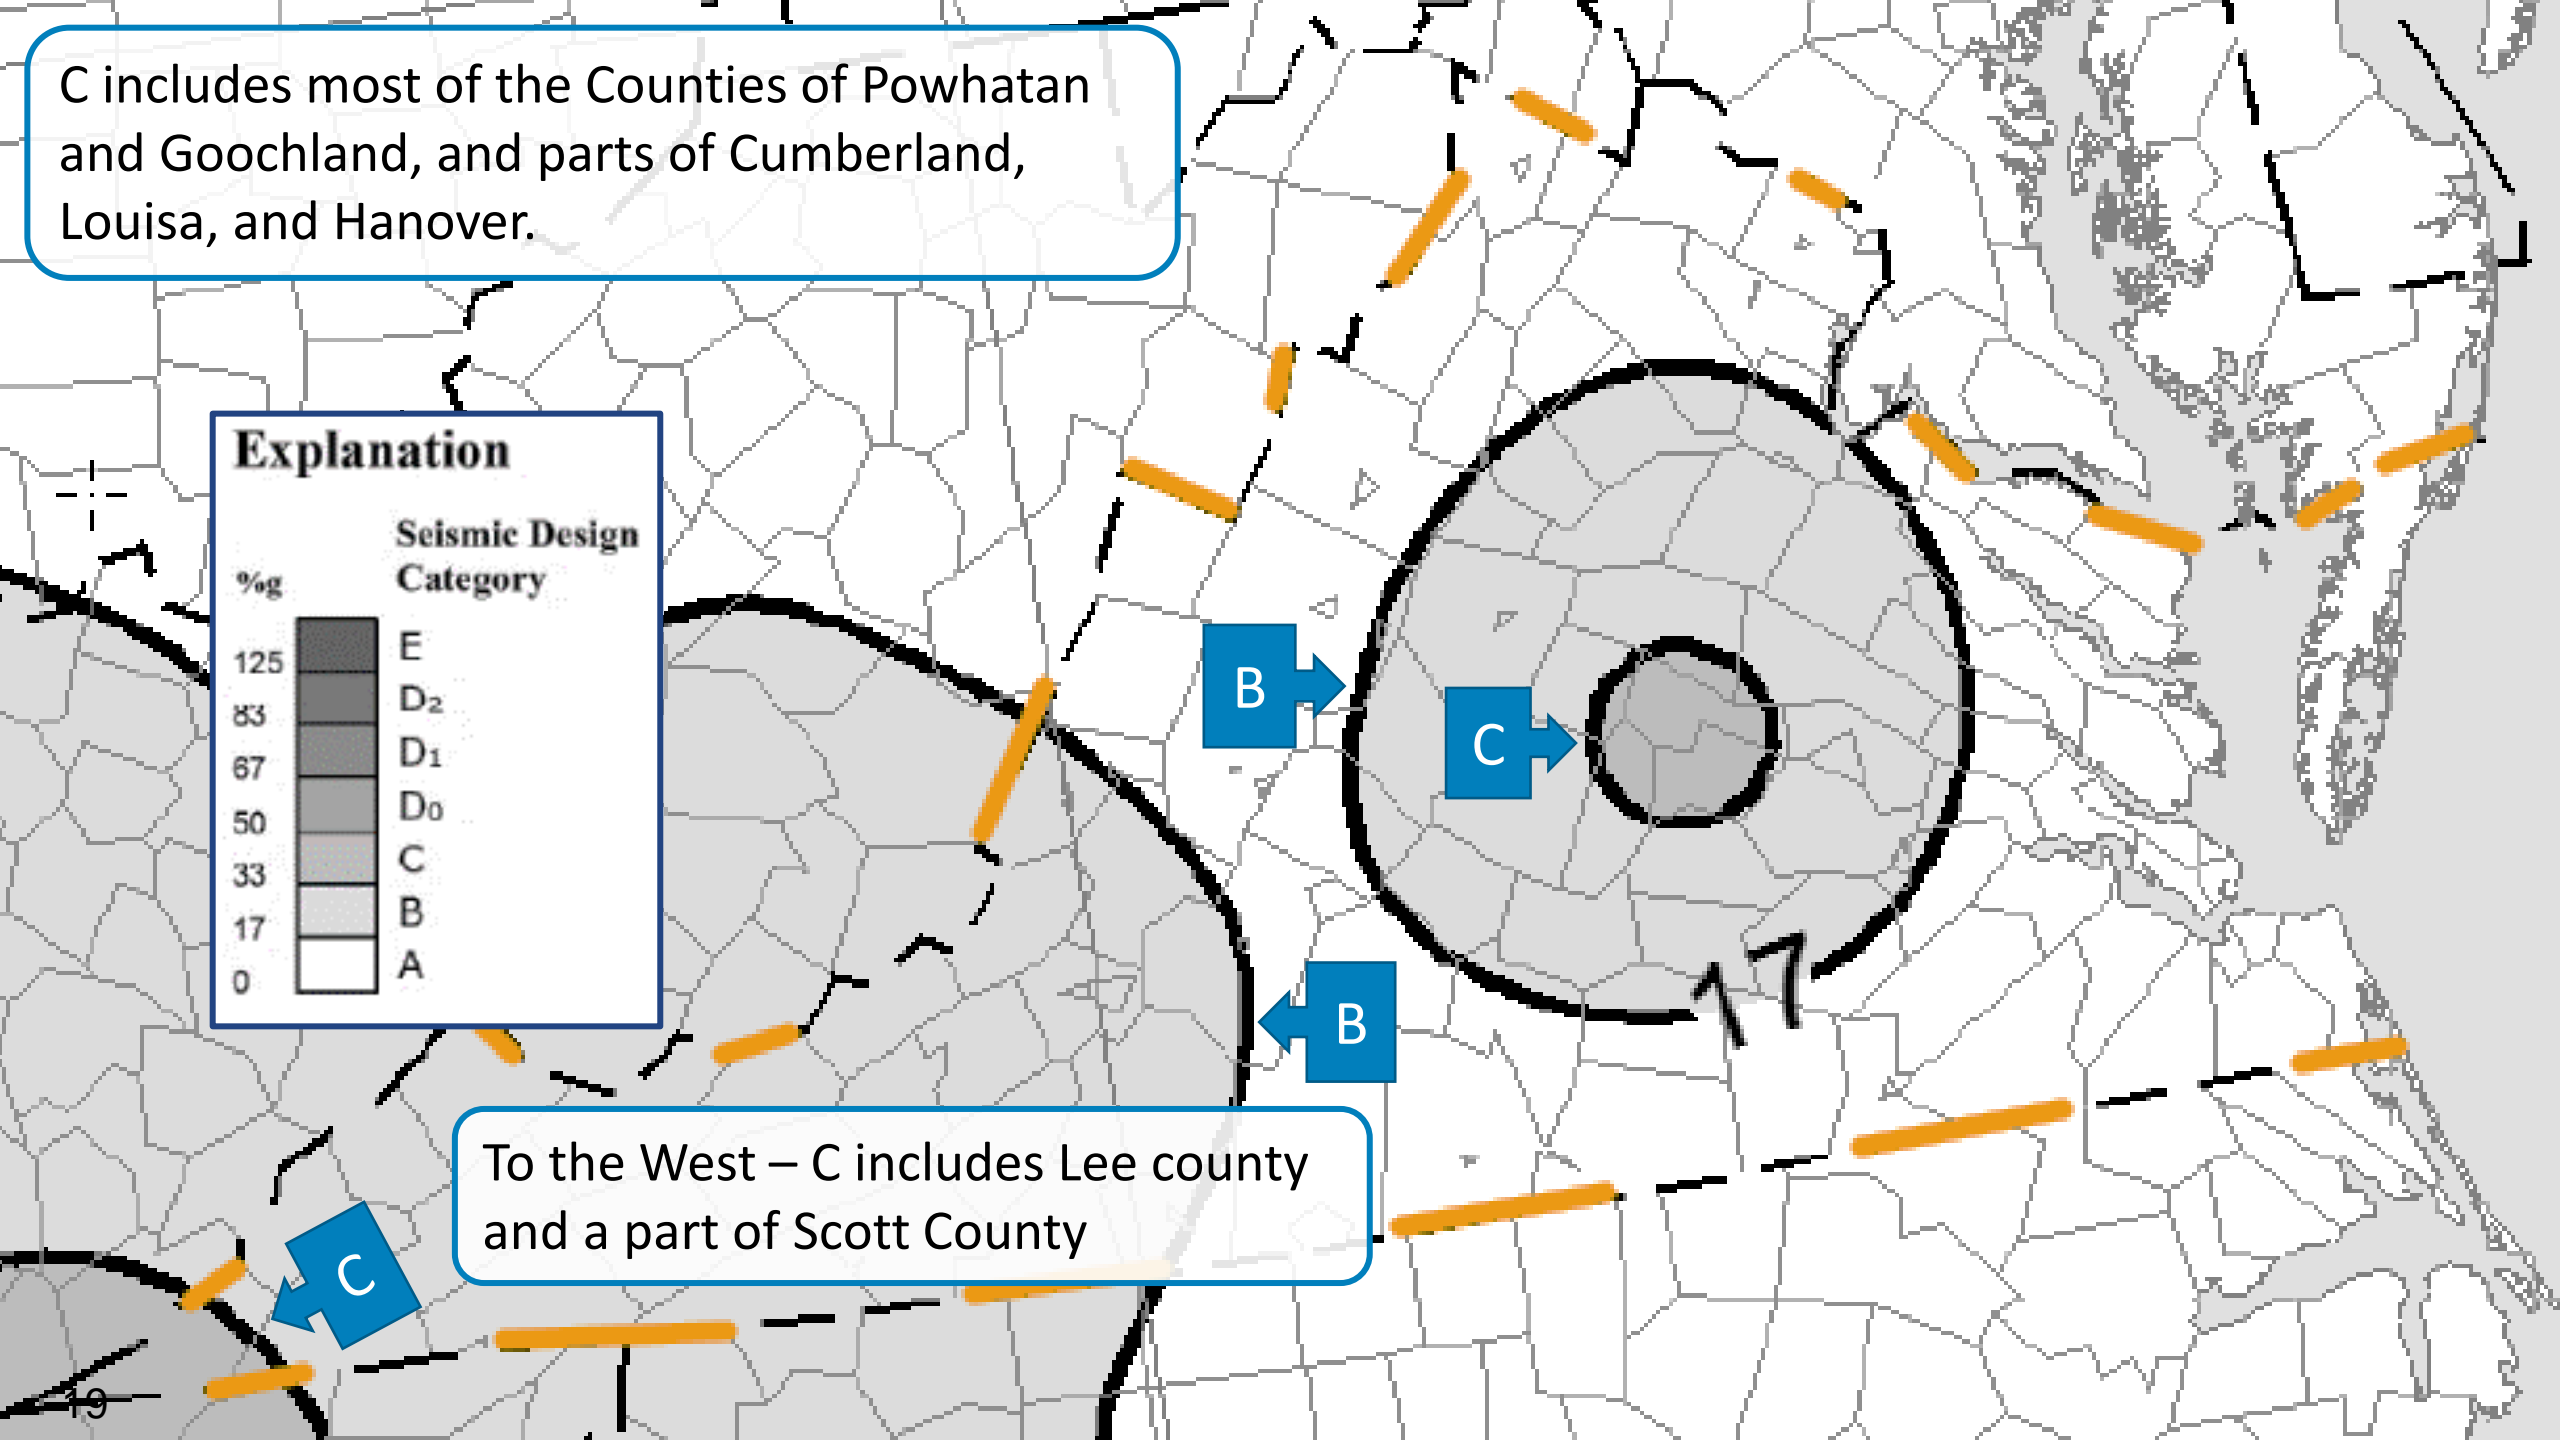 C includes most of the Counties of Powhatan
and Goochland, and parts of Cumberland,
Louisa, and Hanover.
Explanation
Seismic Design
Category
%g
E
125
D2
83
D1
67
D0
50
C
33
B
17
A
0
B
C
17
B
To the West – C includes Lee county
and a part of Scott County
C
19